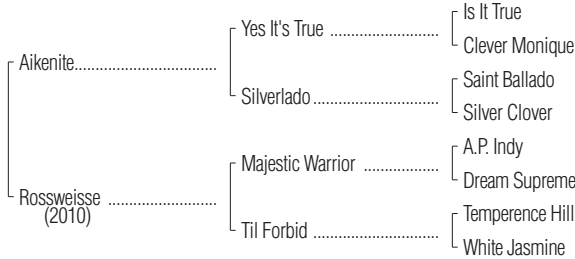 Is It True
Yes It's True ........................
Clever Monique
Aikenite................................
Saint Ballado
Silverlado ............................
Silver Clover
A.P. Indy
Majestic Warrior .................
Dream Supreme
Rossweisse ........................
(2010)
Temperence Hill
Til Forbid ............................
White Jasmine